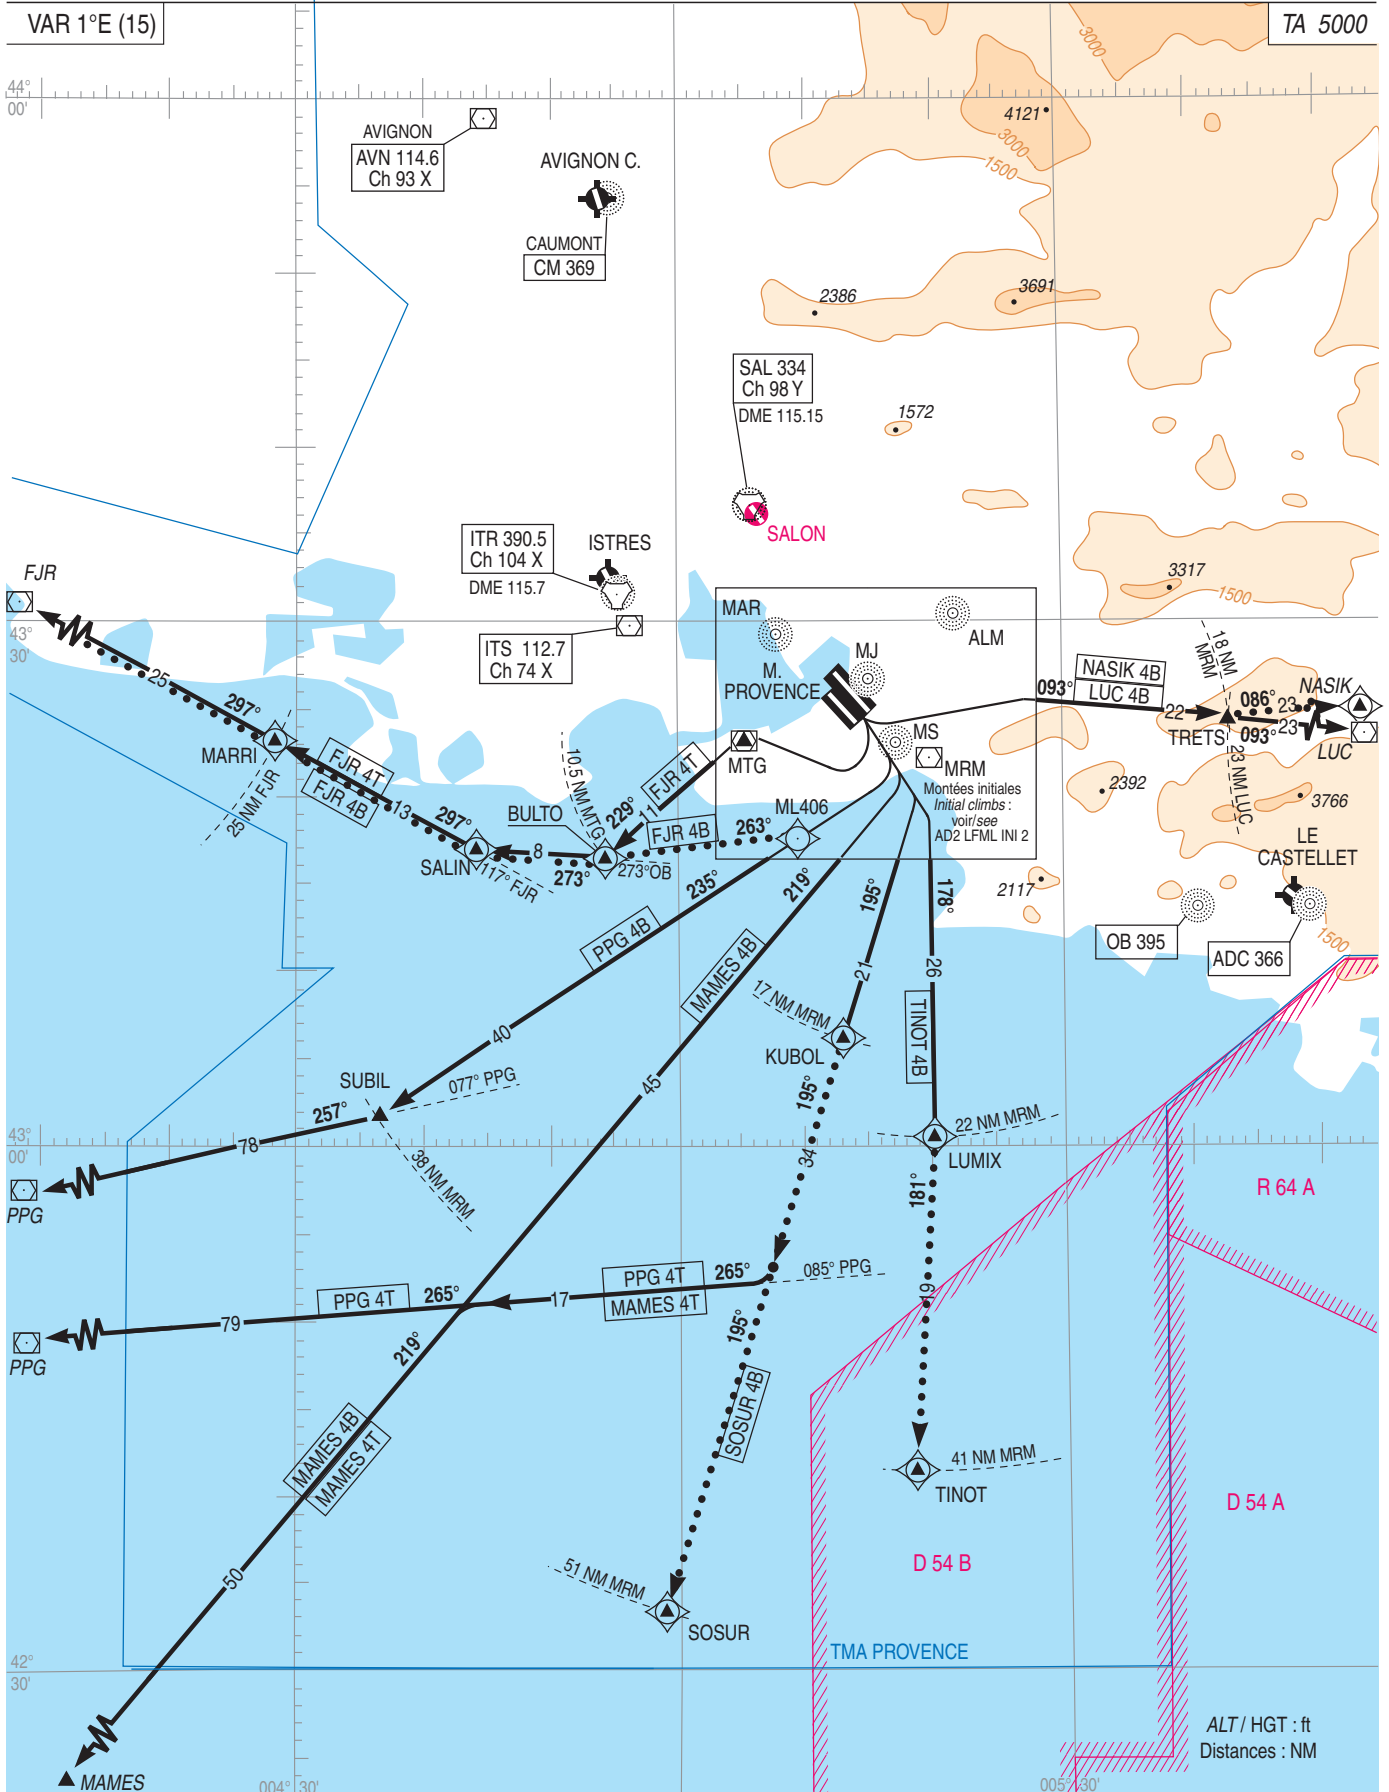 VAR 1°E (15)
TA 5000
3000
44°
00'
4121
3000
1500
AVIGNON
AVN 114.6
Ch 93 X
AVIGNON C.
CAUMONT
CM 369
2386
3691
SAL 334
Ch 98 Y
DME 115.15
1572
SALON
ITR 390.5
Ch 104 X
DME 115.7
ISTRES
ITS 112.7
Ch 74 X
3317
1500
FJR
43°
30'
MAR
ALM
MJ
M.
PROVENCE
MS
MTG
MRM
Montées initiales
Initial climbs :
voir/see
AD2 LFML INI 2
ML406
18 NM
MRM
NASIK 4B
LUC 4B
093°
22
TRETS
086°
23
NASIK
093°
23
LUC
23 NM LUC
2392
3766
25
297°
MARRI
25 NM FJR
FJR 4T
FJR 4B
13
297°
SALIN
117° FJR
8
273°
BULTO
10.5 NM MTG
273°OB
229°
11
FJR 4T
FJR 4B
263°
LE
CASTELLET
2117
OB 395
ADC 366
1500
235°
PPG 4B
40
219°
MAMES 4B
45
195°
21
178°
26
TINOT 4B
17 NM MRM
KUBOL
SUBIL
077° PPG
257°
78
38 NM MRM
PPG
43°
00'
195°
34
22 NM MRM
LUMIX
181°
19
R 64 A
085° PPG
PPG 4T
MAMES 4T
265°
17
PPG 4T
265°
79
PPG
219°
195°
SOSUR 4B
MAMES 4B
MAMES 4T
50
41 NM MRM
TINOT
D 54 A
D 54 B
51 NM MRM
SOSUR
TMA PROVENCE
42°
30'
ALT / HGT : ft
Distances : NM
MAMES
004° 30'
005° 30'